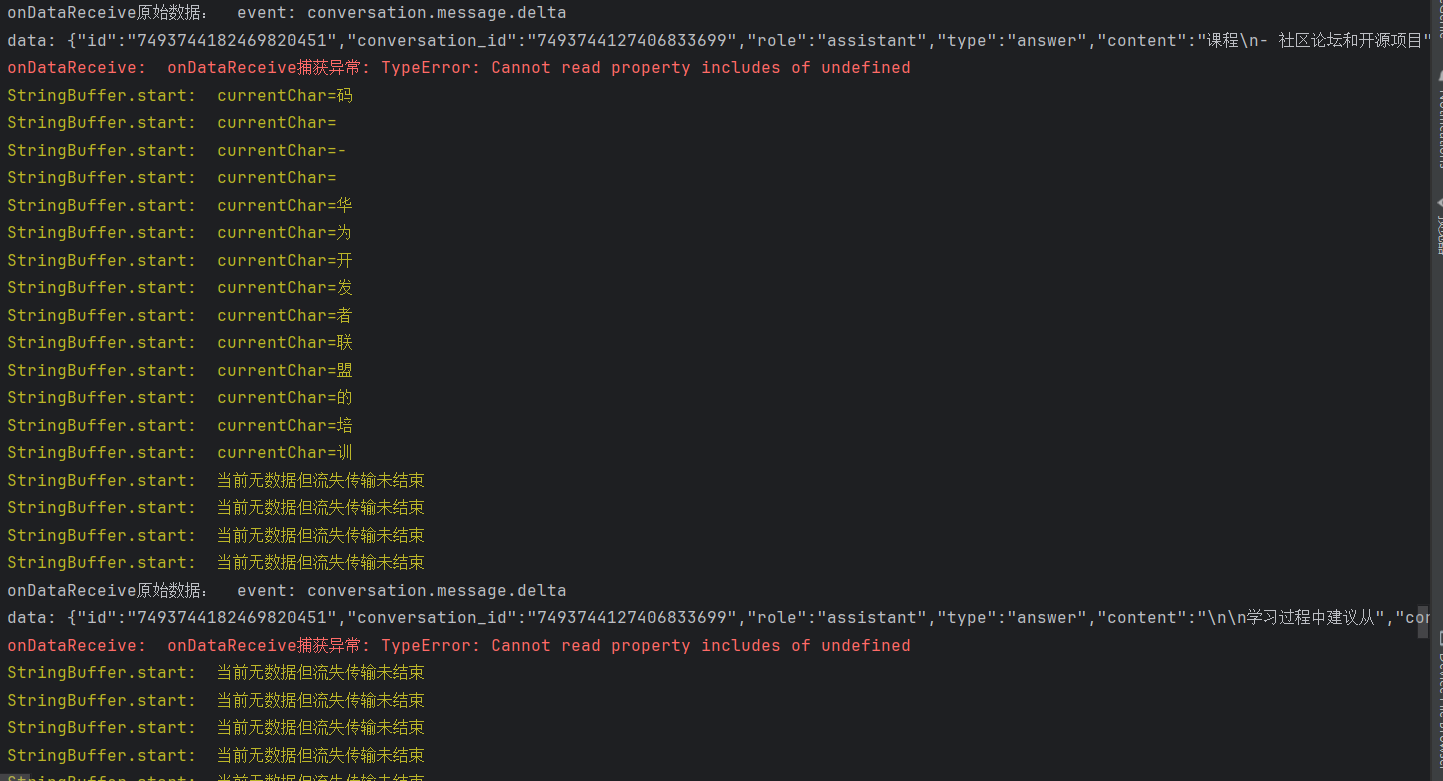 onDataReceive原始数据：  event: conversation.message.delta
data: {"id":"7493744182469820451","conversation_id":"7493744127406833699","role":"assistant","type":"answer","content":"课程\n- 社区论坛和开源项目"
onDataReceive:  onDataReceive捕获异常: TypeError: Cannot read property includes of undefined
StringBuffer.start:  currentChar=码
StringBuffer.start:  currentChar=
StringBuffer.start:  currentChar=-
StringBuffer.start:  currentChar=
StringBuffer.start:  currentChar=华
StringBuffer.start:  currentChar=为
StringBuffer.start:  currentChar=开
StringBuffer.start:  currentChar=发
StringBuffer.start:  currentChar=者
StringBuffer.start:  currentChar=联
StringBuffer.start:  currentChar=盟
StringBuffer.start:  currentChar=的
StringBuffer.start:  currentChar=培
StringBuffer.start:  currentChar=训
StringBuffer.start:  当前无数据但流失传输未结束
StringBuffer.start:  当前无数据但流失传输未结束
StringBuffer.start:  当前无数据但流失传输未结束
StringBuffer.start:  当前无数据但流失传输未结束
onDataReceive原始数据：  event: conversation.message.delta
data: {"id":"7493744182469820451","conversation_id":"7493744127406833699","role":"assistant","type":"answer","content":"\n\n学习过程中建议从","con
onDataReceive:  onDataReceive捕获异常: TypeError: Cannot read property includes of undefined
StringBuffer.start:  当前无数据但流失传输未结束
StringBuffer.start:  当前无数据但流失传输未结束
StringBuffer.start:  当前无数据但流失传输未结束
StringBuffer.start:  当前无数据但流失传输未结束
StringBuffer.start:  当前无数据但流失传输未结束